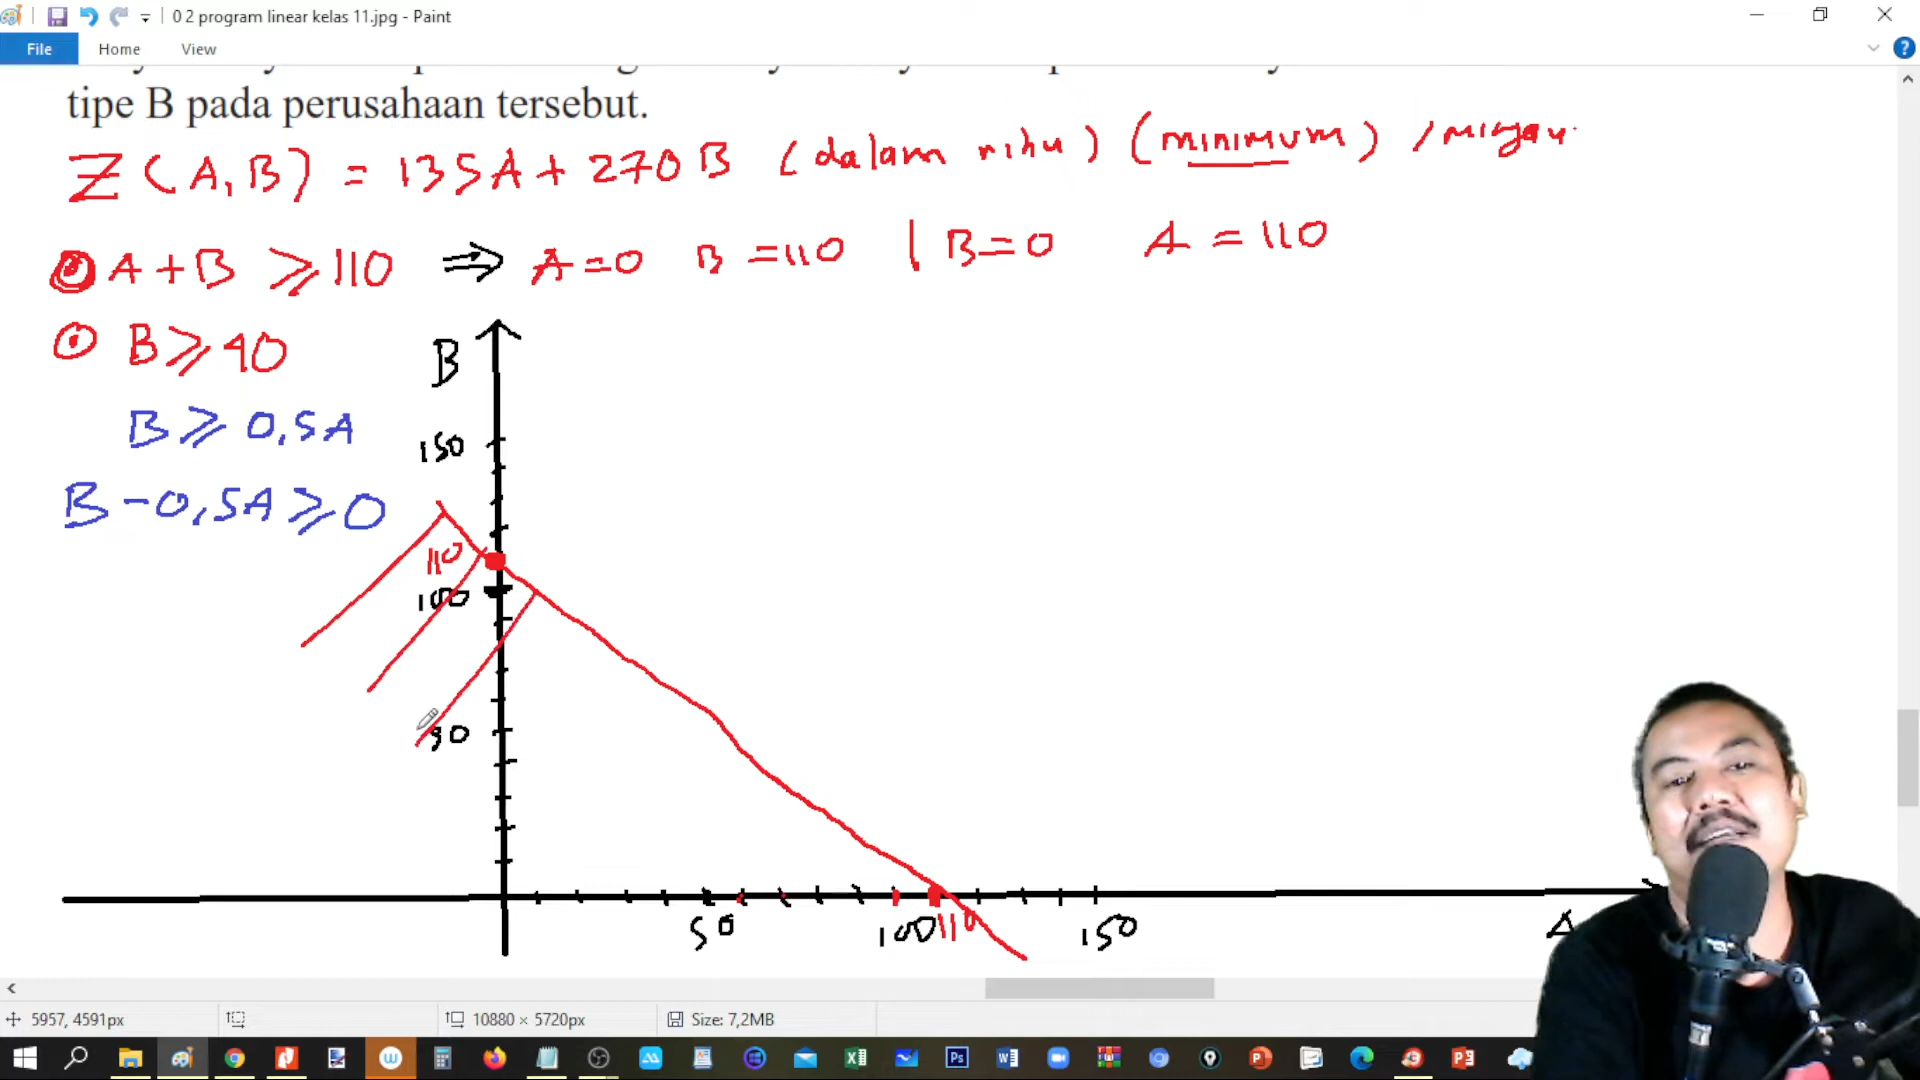 0 2 program linear kelas 11.jpg - Paint
File Home View
tipe B pada perusahaan tersebut.
Z (A, B) = 135A + 270B (dalam ribu) (minimum)
A + B ⩾ 110 ⇒ A = 0 B = 110 | B = 0 A = 110
B ⩾ 40
B ⩾ 0,5A
B - 0,5A ⩾ 0
B
150
110
100
50
50 100 110 150
A
5957, 4591px 10880 × 5720px Size: 7,2MB